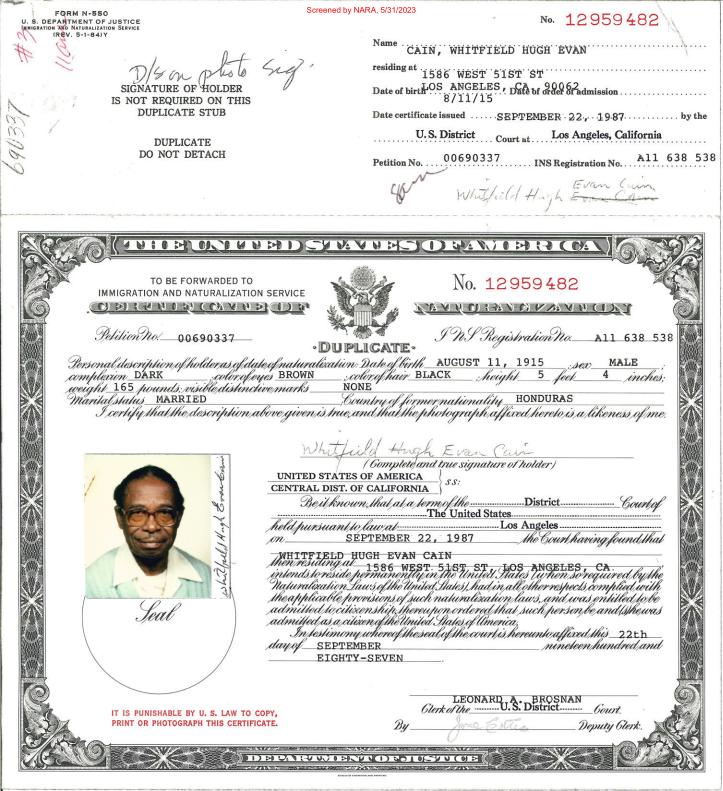 Screened by NARA, 5/31/2023
FORM N-550
U. S. DEPARTMENT OF JUSTICE
IMMIGRATION AND NATURALIZATION SERVICE
(REV. 5-1-84)Y
#3
690337
D/S on photo sig.
SIGNATURE OF HOLDER
IS NOT REQUIRED ON THIS
DUPLICATE STUB
DUPLICATE
DO NOT DETACH
No. 12959482
Name CAIN, WHITFIELD HUGH EVAN
residing at 1586 WEST 51ST ST
LOS ANGELES, CA. 90062
Date of birth 8/11/15 Date of order of admission
Date certificate issued SEPTEMBER 22, 1987 by the
U. S. District Court at Los Angeles, California
Petition No. 00690337 INS Registration No. A11 638 538
Evan Cain
Whitfield Hugh Evan Cain
THE UNITED STATES OF AMERICA
TO BE FORWARDED TO
IMMIGRATION AND NATURALIZATION SERVICE
No. 12959482
CERTIFICATE OF NATURALIZATION
Petition No. 00690337 I N S Registration No. A11 638 538
·DUPLICATE·
Personal description of holder as of date of naturalization: Date of birth AUGUST 11, 1915 ; sex MALE ;
complexion DARK ; color of eyes BROWN ; color of hair BLACK ; height 5 feet 4 inches;
weight 165 pounds; visible distinctive marks NONE
Marital status MARRIED Country of former nationality HONDURAS
I certify that the description above given is true, and that the photograph affixed hereto is a likeness of me.
Whitfield Hugh Evan Cain
(Complete and true signature of holder)
UNITED STATES OF AMERICA
CENTRAL DIST. OF CALIFORNIA
ss:
Be it known, that at a term of the District Court of
The United States
held pursuant to law at Los Angeles
on SEPTEMBER 22, 1987 the Court having found that
WHITFIELD HUGH EVAN CAIN
then residing at 1586 WEST 51ST ST, LOS ANGELES, CA.
intends to reside permanently in the United States (when so required by the
Naturalization Laws of the United States), had in all other respects complied with
the applicable provisions of such naturalization laws, and was entitled to be
admitted to citizenship, thereupon ordered that such person be and (s)he was
admitted as a citizen of the United States of America.
In testimony whereof the seal of the court is hereunto affixed this 22th
day of SEPTEMBER nineteen hundred and
EIGHTY-SEVEN
Whitfield Hugh Evan Cain
Seal
LEONARD A. BROSNAN
Clerk of the U. S. District Court.
By Deputy Clerk.
IT IS PUNISHABLE BY U. S. LAW TO COPY,
PRINT OR PHOTOGRAPH THIS CERTIFICATE.
DEPARTMENT OF JUSTICE